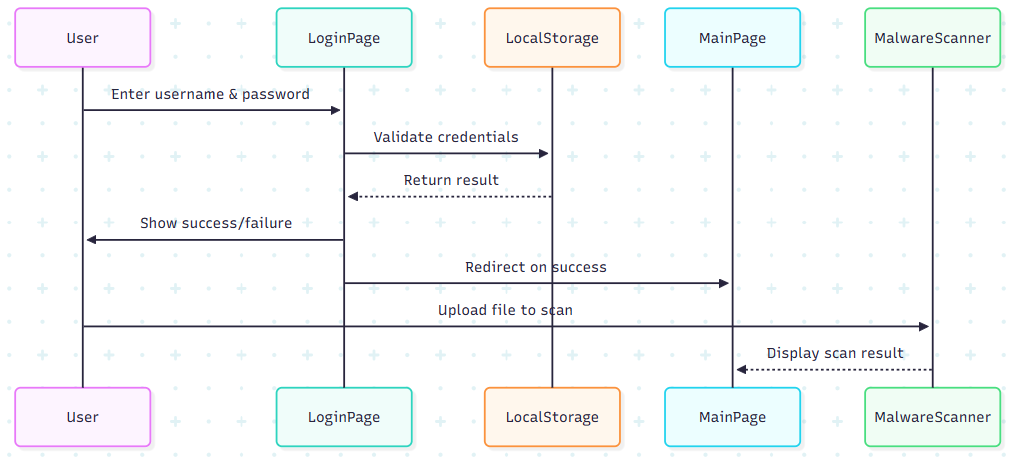 User
LoginPage
LocalStorage
MainPage
MalwareScanner
Enter username & password
Validate credentials
Return result
Show success/failure
Redirect on success
Upload file to scan
Display scan result
User
LoginPage
LocalStorage
MainPage
MalwareScanner